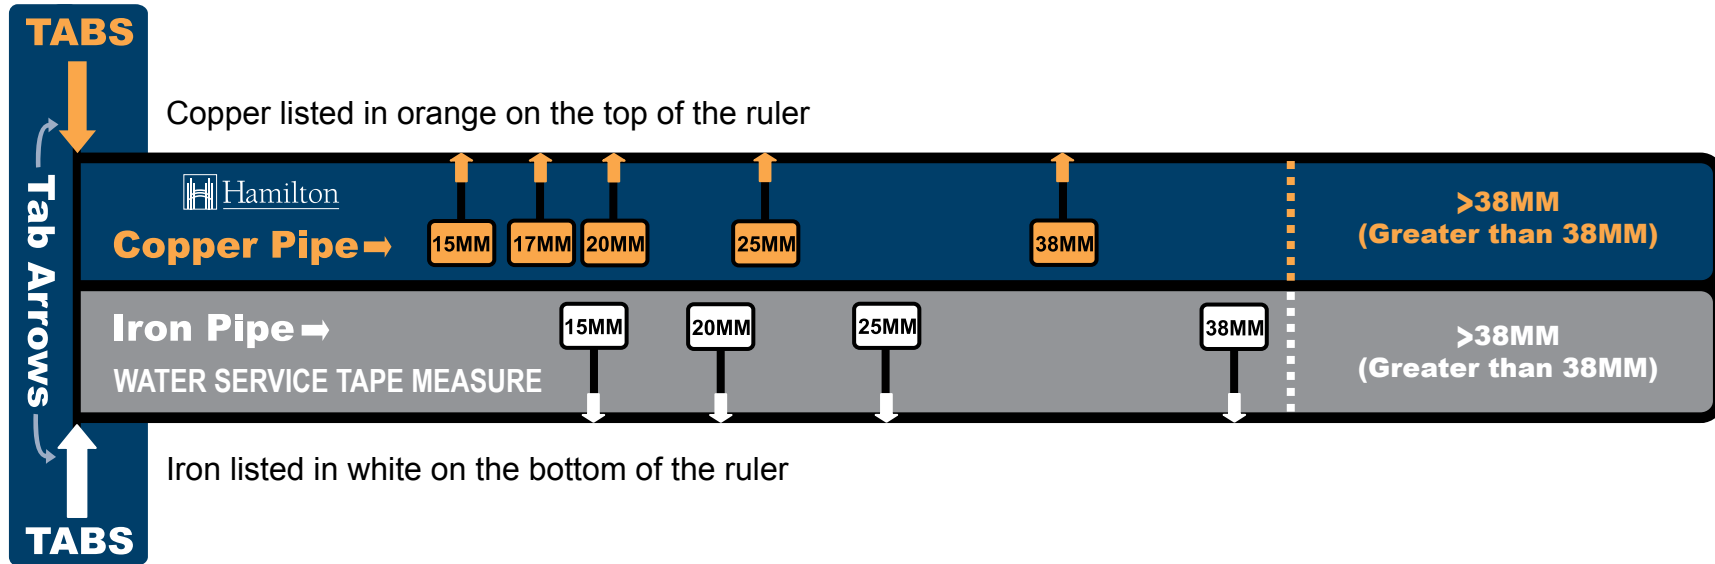 TABS
Copper listed in orange on the top of the ruler
Tab Arrows
Hamilton
Copper Pipe
15MM 17MM 20MM 25MM 38MM
>38MM
(Greater than 38MM)
Iron Pipe
15MM 20MM 25MM 38MM
>38MM
(Greater than 38MM)
WATER SERVICE TAPE MEASURE
Iron listed in white on the bottom of the ruler
TABS